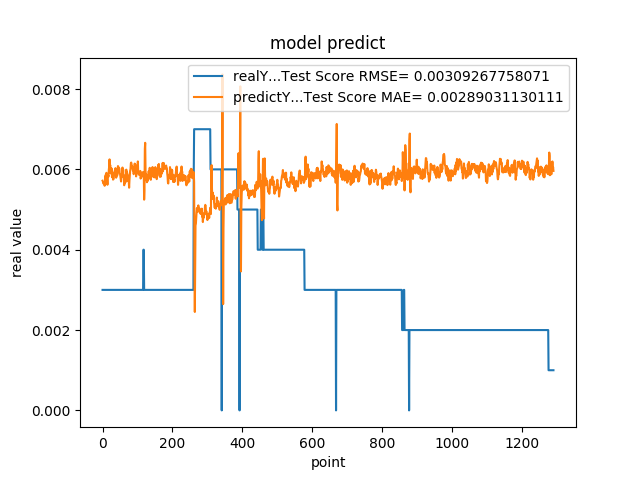 model predict
realY...Test Score RMSE= 0.00309267758071
predictY...Test Score MAE= 0.00289031130111
real value
0.008
0.006
0.004
0.002
0.000
0 200 400 600 800 1000 1200
point